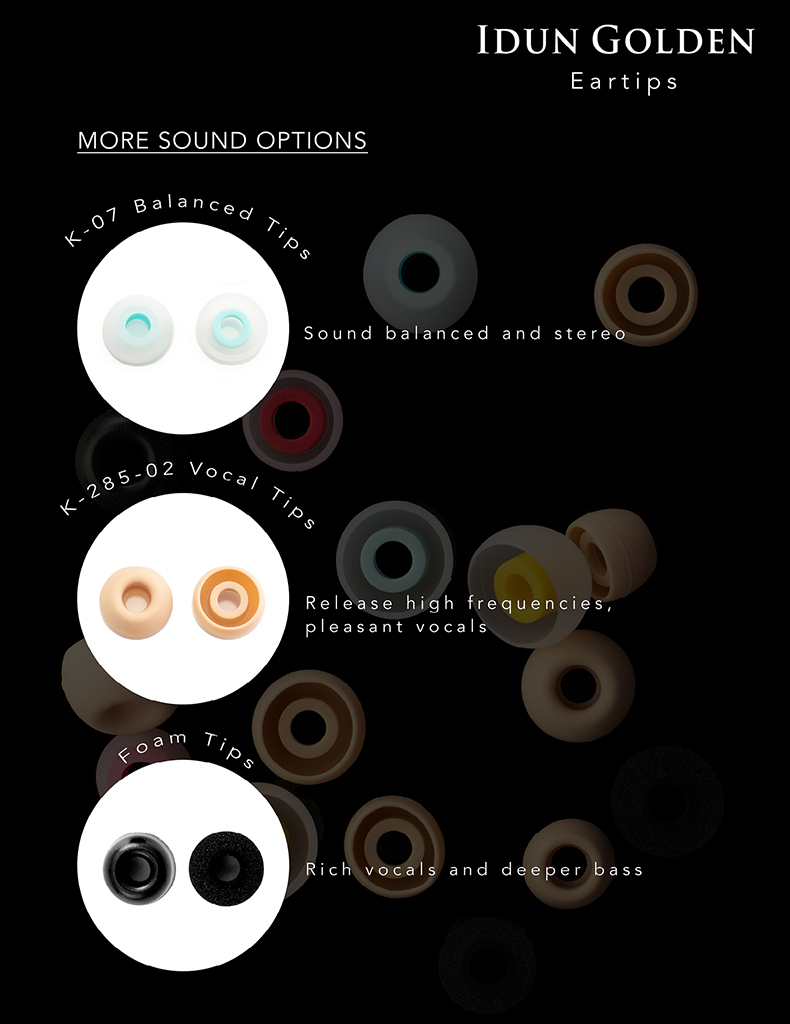 IDUN GOLDEN
Eartips
MORE SOUND OPTIONS
K-07 Balanced Tips
Sound balanced and stereo
K-285-02 Vocal Tips
Release high frequencies,
pleasant vocals
Foam Tips
Rich vocals and deeper bass